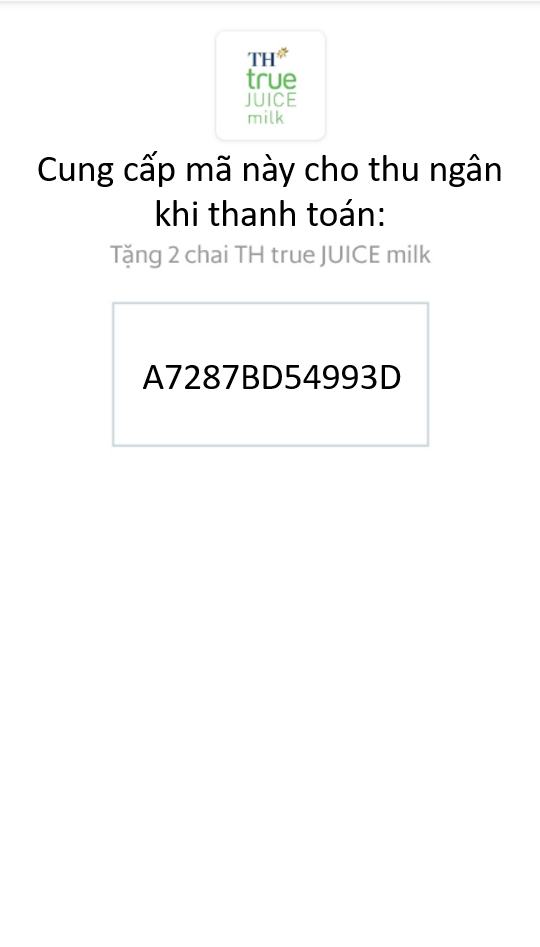 TH
true
JUICE
milk
Cung cấp mã này cho thu ngân
khi thanh toán:
Tặng 2 chai TH true JUICE milk
A7287BD54993D